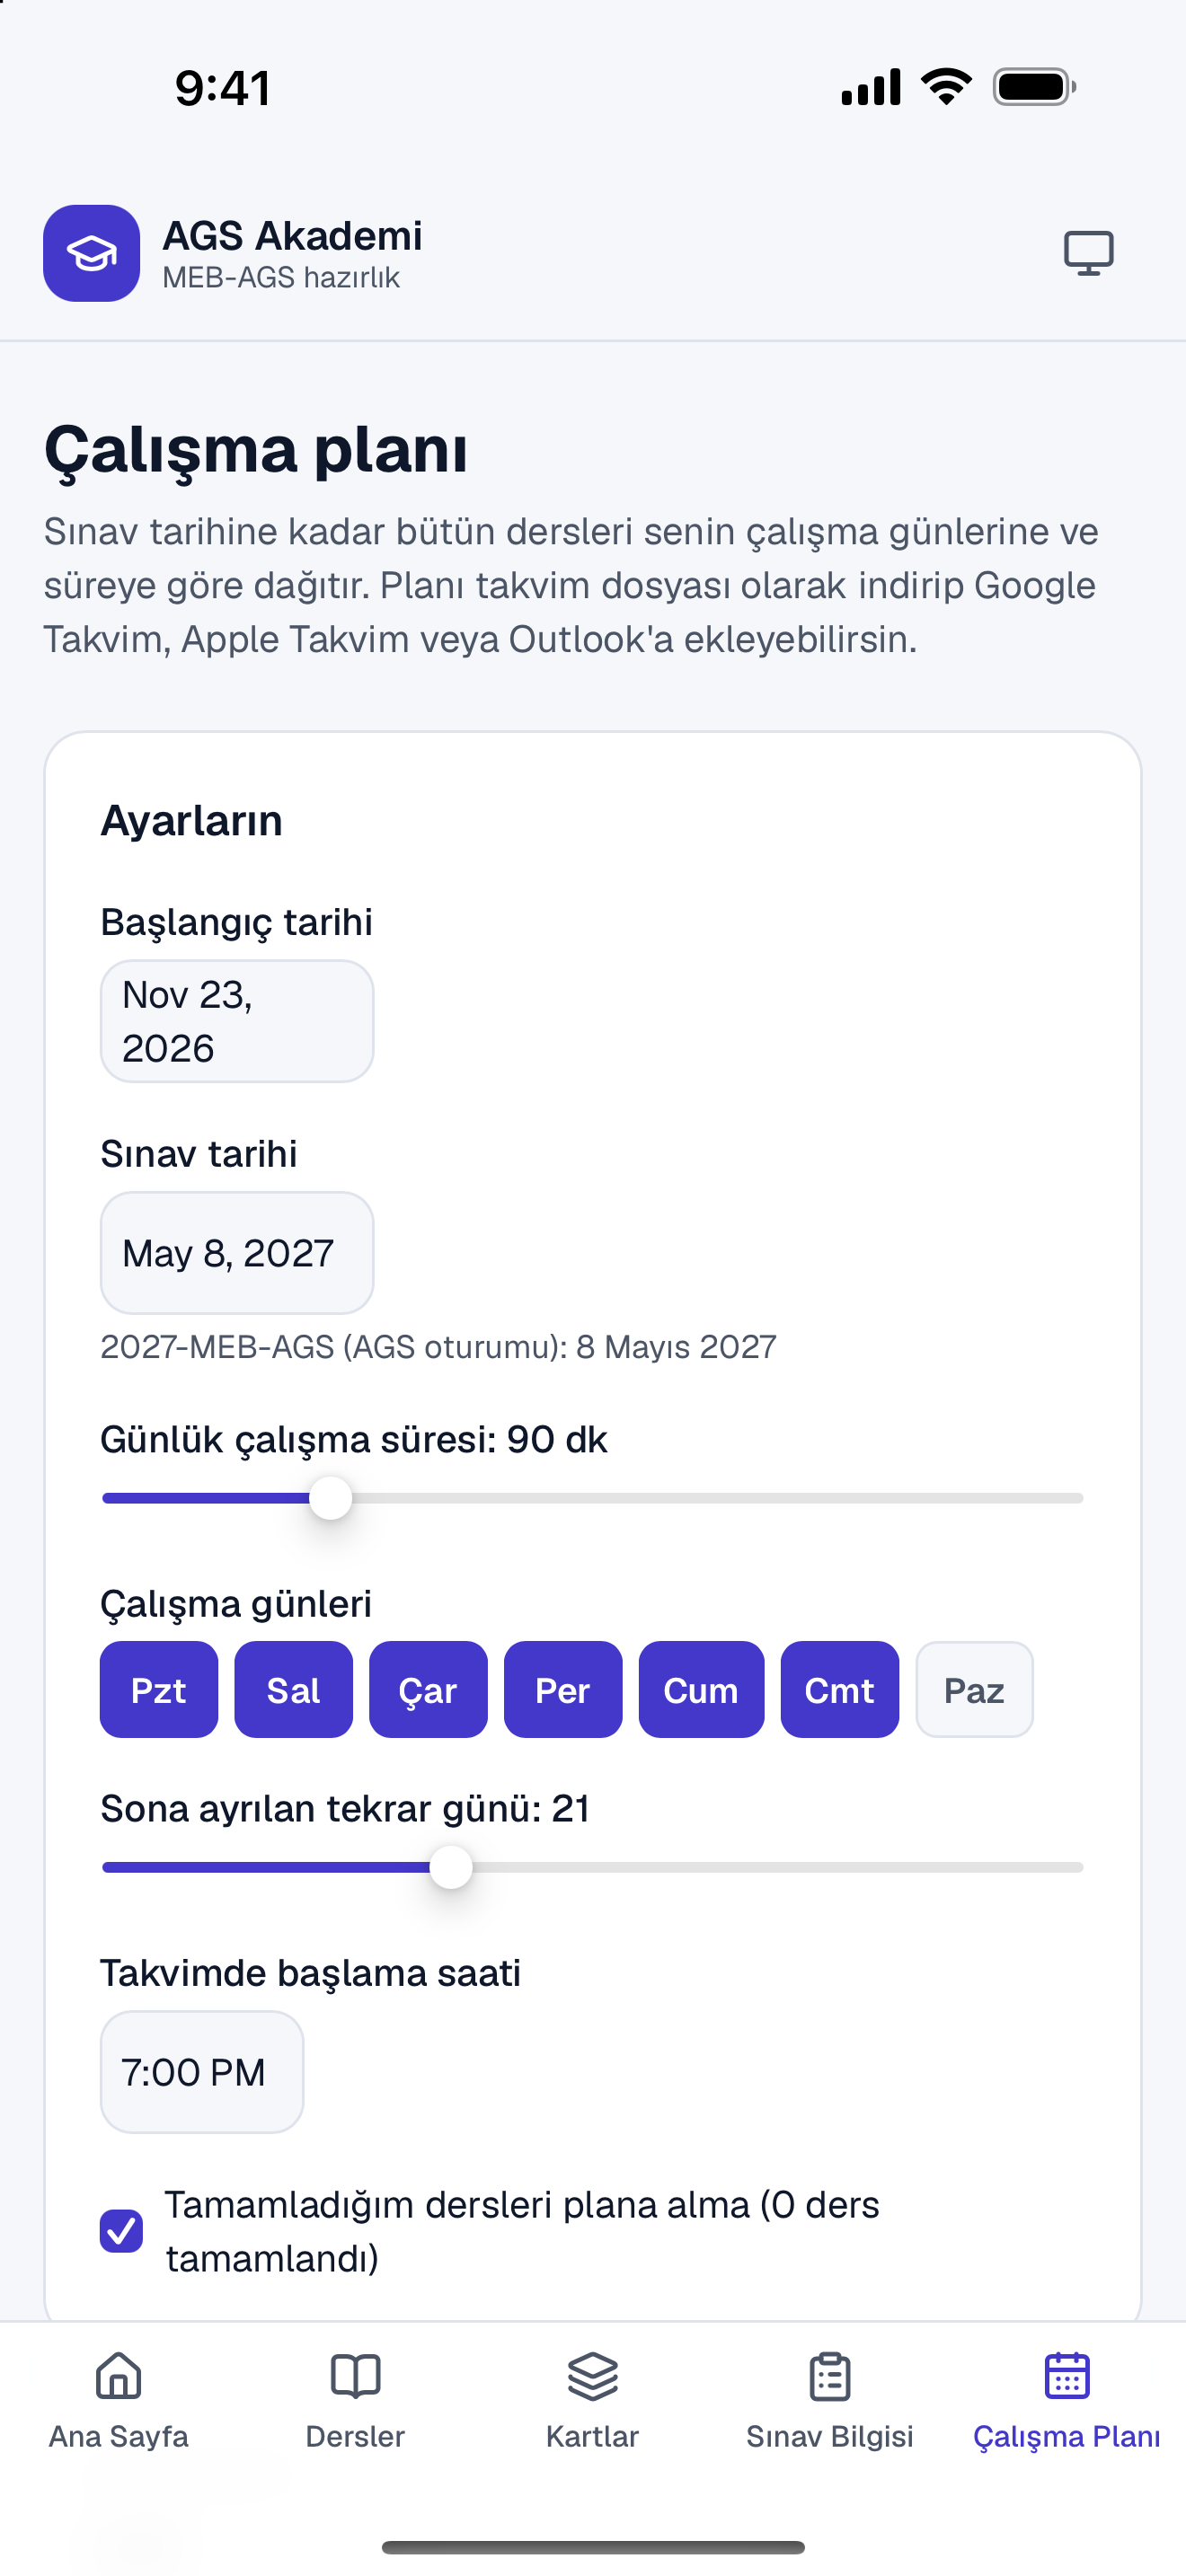 9:41
AGS Akademi
MEB-AGS hazırlık
Çalışma planı
Sınav tarihine kadar bütün dersleri senin çalışma günlerine ve
süreye göre dağıtır. Planı takvim dosyası olarak indirip Google
Takvim, Apple Takvim veya Outlook'a ekleyebilirsin.
Ayarların
Başlangıç tarihi
Nov 23,
2026
Sınav tarihi
May 8, 2027
2027-MEB-AGS (AGS oturumu): 8 Mayıs 2027
Günlük çalışma süresi: 90 dk
Çalışma günleri
Pzt Sal Çar Per Cum Cmt Paz
Sona ayrılan tekrar günü: 21
Takvimde başlama saati
7:00 PM
Tamamladığım dersleri plana alma (0 ders
tamamlandı)
Ana Sayfa Dersler Kartlar Sınav Bilgisi Çalışma Planı